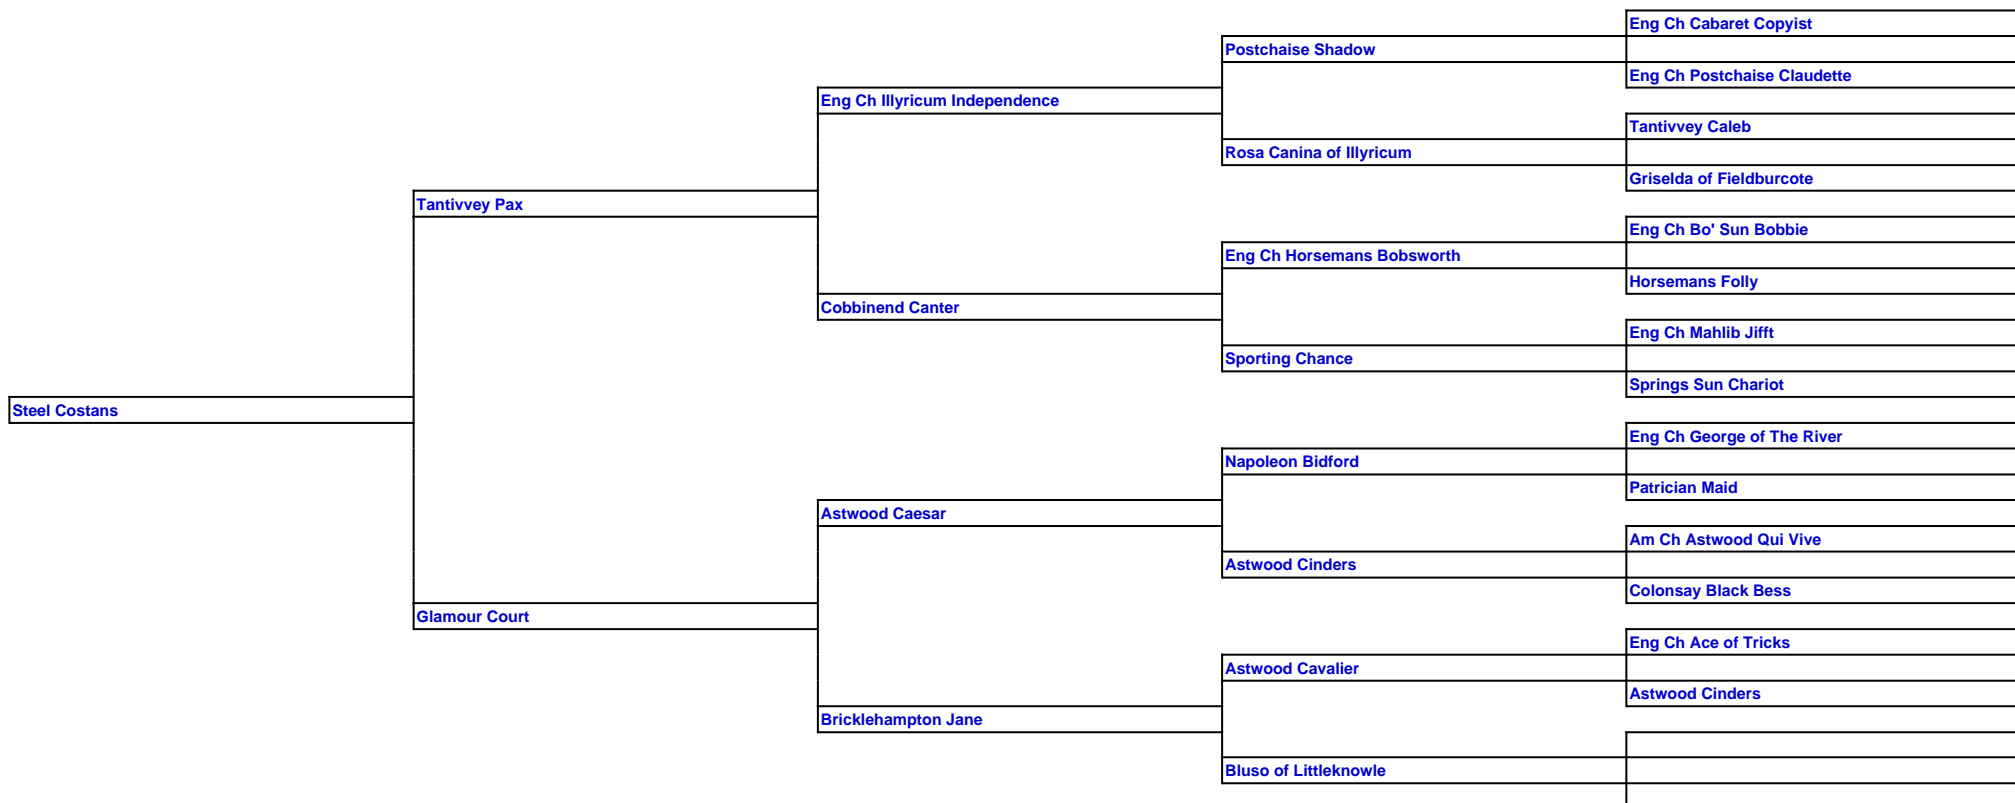 Eng Ch Cabaret Copyist
Postchaise Shadow
Eng Ch Postchaise Claudette
Eng Ch Illyricum Independence
Tantivvey Caleb
Rosa Canina of Illyricum
Griselda of Fieldburcote
Tantivvey Pax
Eng Ch Bo' Sun Bobbie
Eng Ch Horsemans Bobsworth
Horsemans Folly
Cobbinend Canter
Eng Ch Mahlib Jifft
Sporting Chance
Springs Sun Chariot
Steel Costans
Eng Ch George of The River
Napoleon Bidford
Patrician Maid
Astwood Caesar
Am Ch Astwood Qui Vive
Astwood Cinders
Colonsay Black Bess
Glamour Court
Eng Ch Ace of Tricks
Astwood Cavalier
Astwood Cinders
Bricklehampton Jane
Bluso of Littleknowle